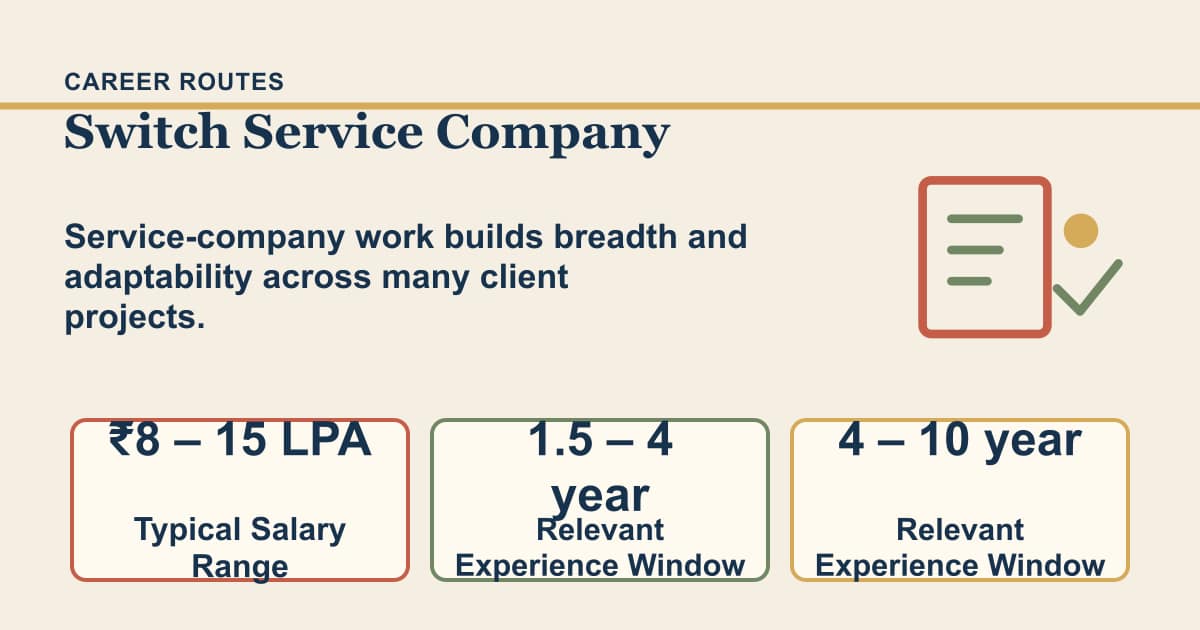 CAREER ROUTES
Switch Service Company
Service-company work builds breadth and
adaptability across many client
projects.
₹8 – 15 LPA
Typical Salary
Range
1.5 – 4
year
Relevant
Experience Window
4 – 10 year
Relevant
Experience Window